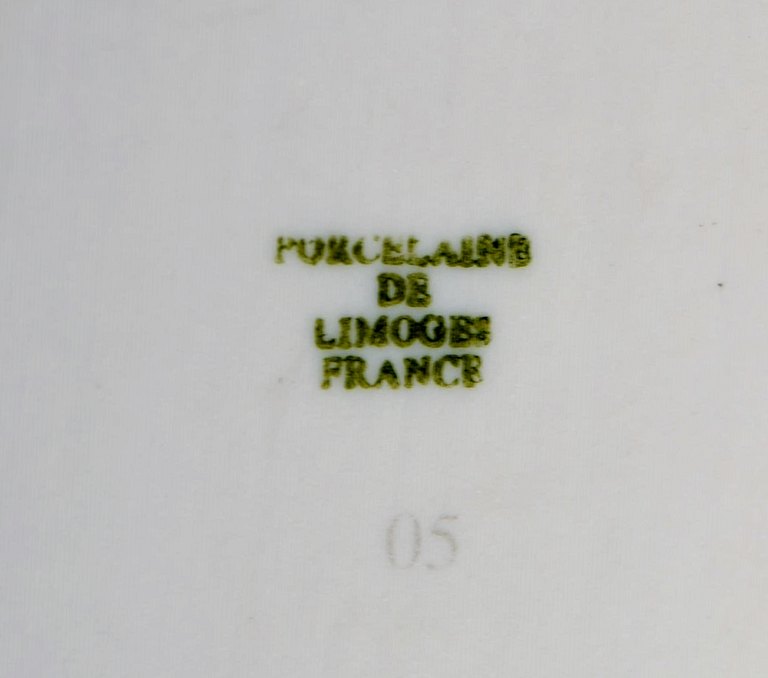 PORCELAINE
DE
LIMOGES
FRANCE
05